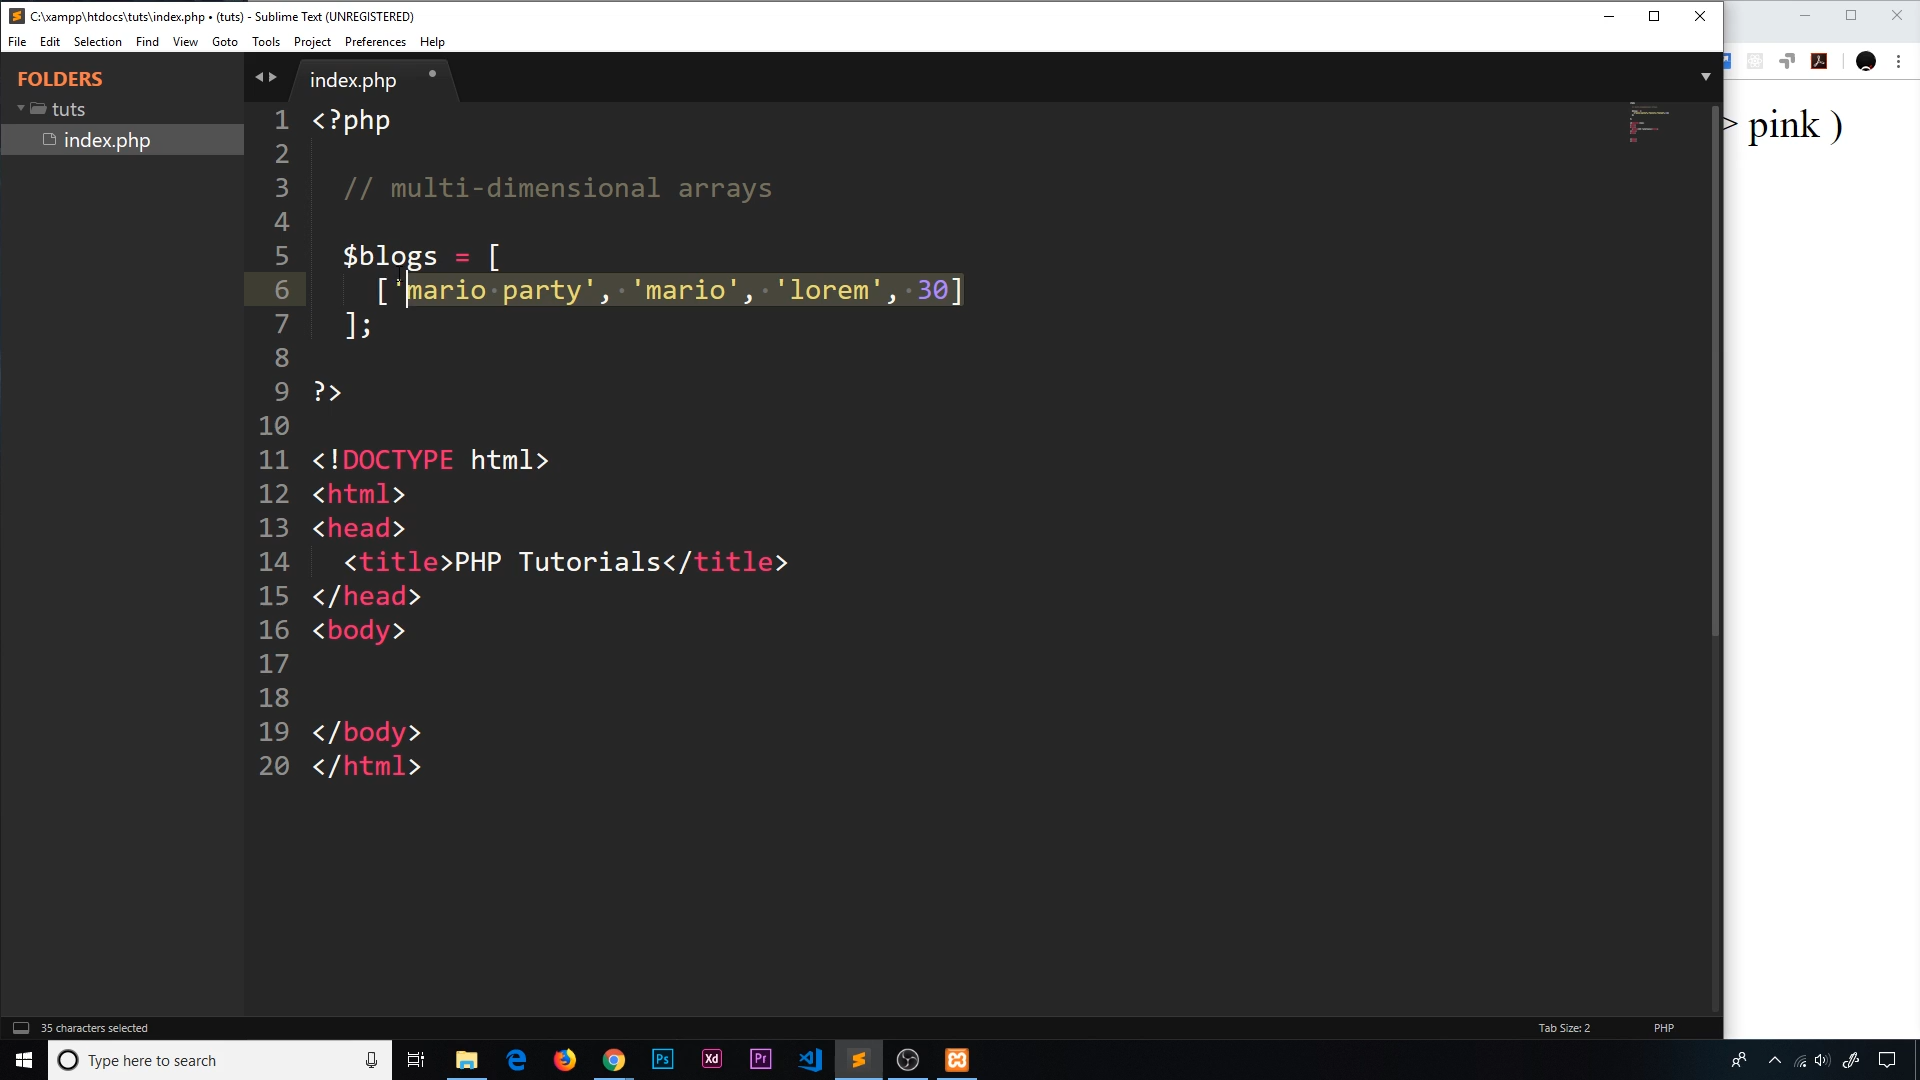 C:\xampp\htdocs\tuts\index.php • (tuts) - Sublime Text (UNREGISTERED)
File Edit Selection Find View Goto Tools Project Preferences Help
FOLDERS
tuts
index.php
index.php
1 <?php
2
3 // multi-dimensional arrays
4
5 $blogs = [
6 ['mario party', 'mario', 'lorem', 30]
7 ];
8
9 ?>
10
11 <!DOCTYPE html>
12 <html>
13 <head>
14 <title>PHP Tutorials</title>
15 </head>
16 <body>
17
18
19 </body>
20 </html>
> pink )
35 characters selected
Tab Size: 2
PHP
Type here to search
Ps
Xd
Pr